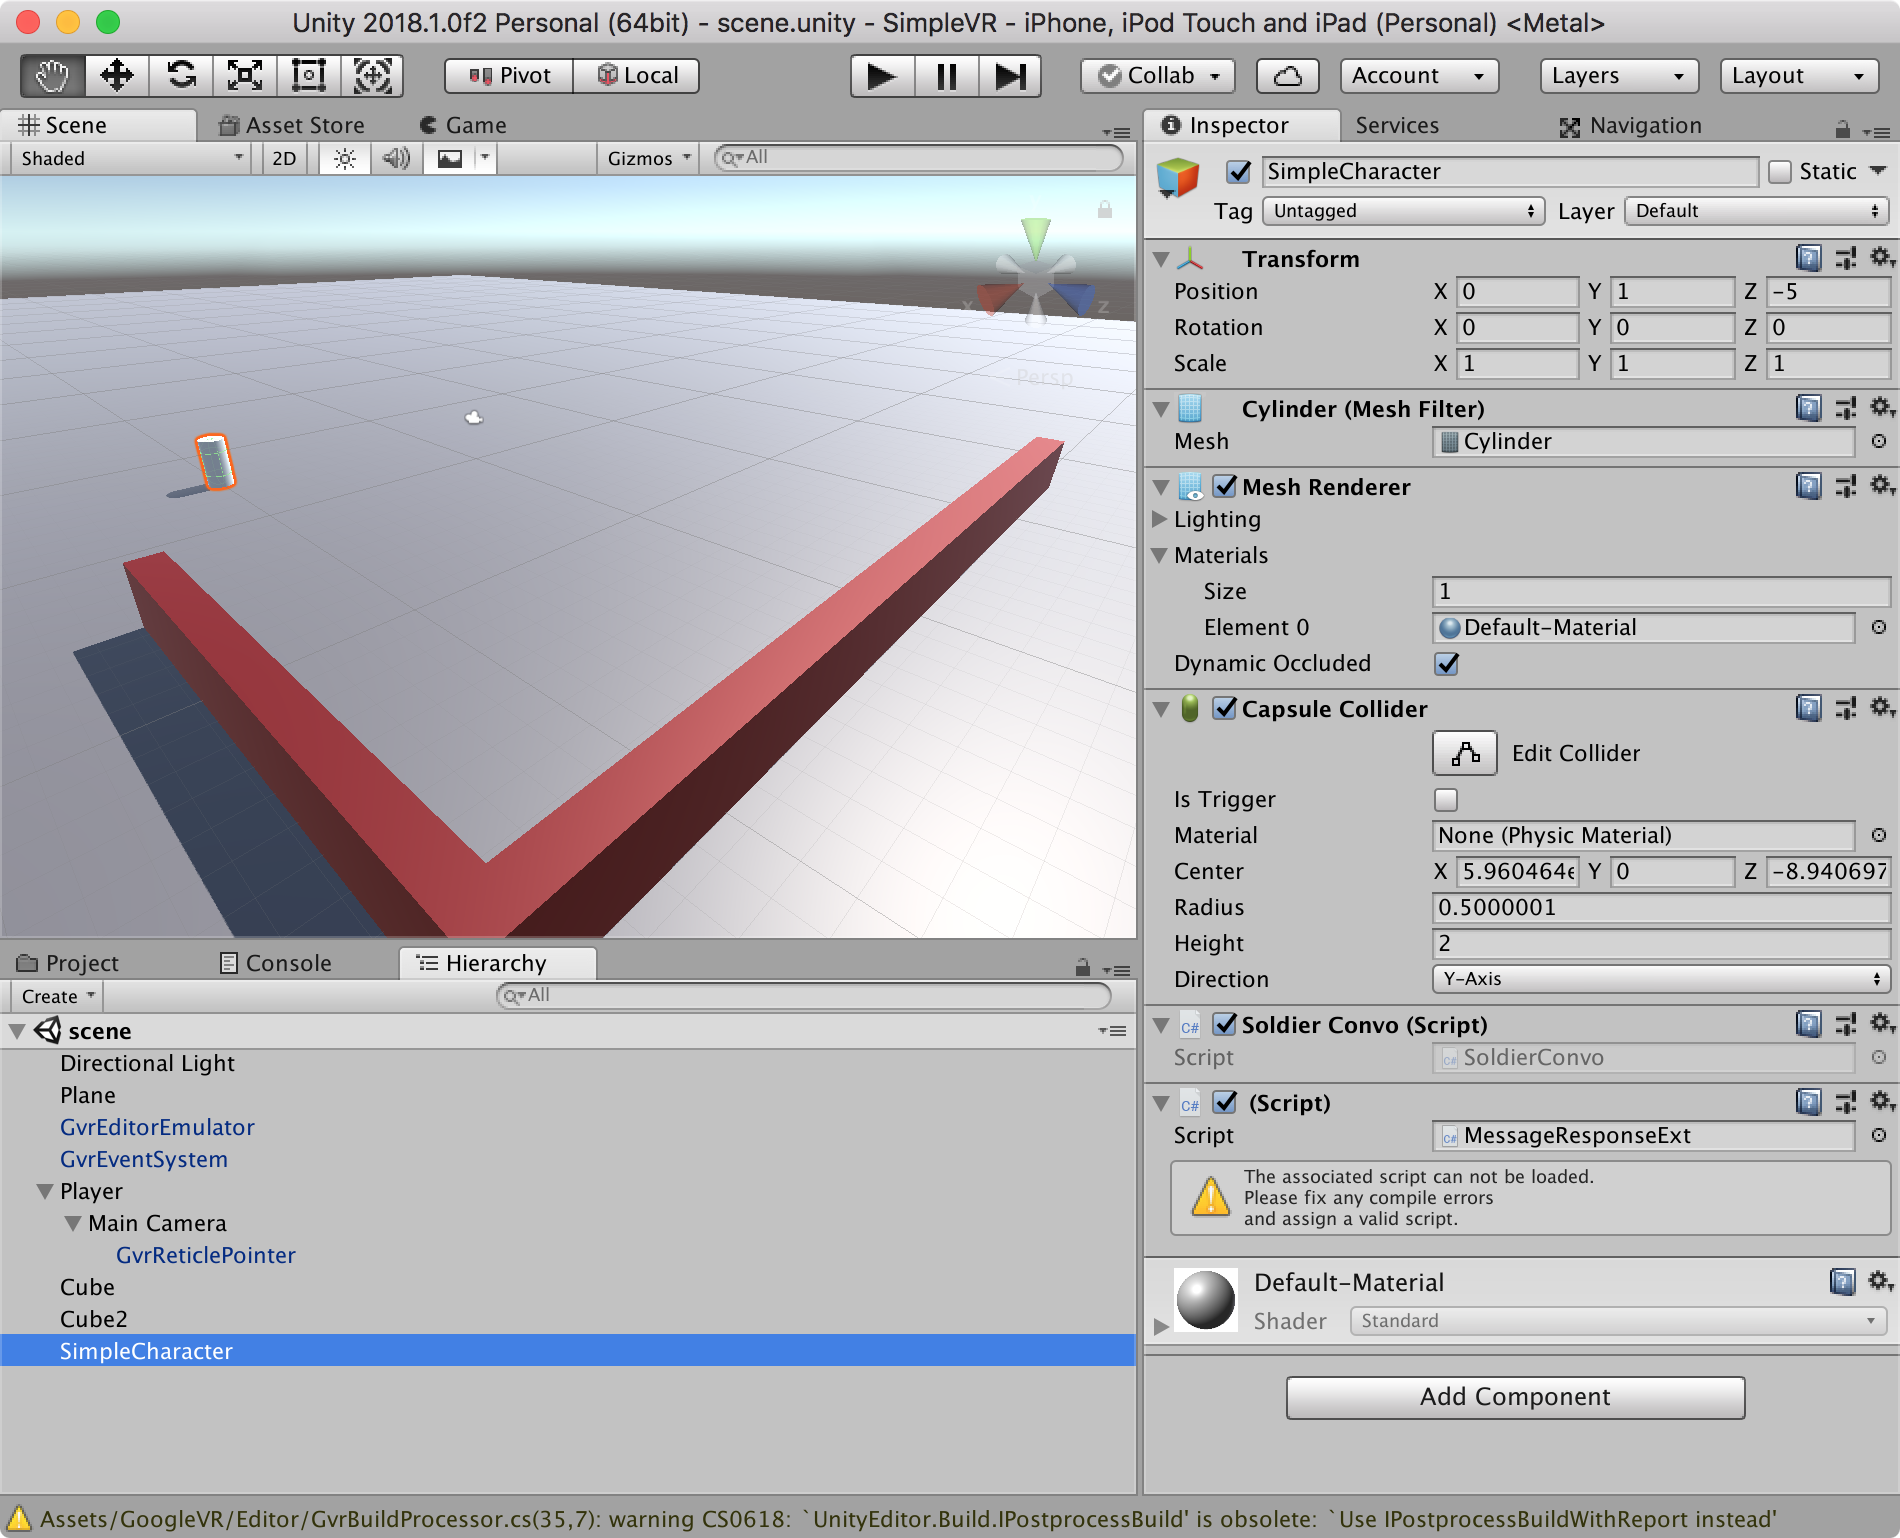 Unity 2018.1.0f2 Personal (64bit) - scene.unity - SimpleVR - iPhone, iPod Touch and iPad (Personal) <Metal>
Pivot Local Collab Account Layers Layout
Scene Asset Store Game
Shaded 2D Gizmos All
x z
Persp
Project Console Hierarchy
Create All
scene
Directional Light
Plane
GvrEditorEmulator
GvrEventSystem
Player
Main Camera
GvrReticlePointer
Cube
Cube2
SimpleCharacter
Inspector Services Navigation
SimpleCharacter Static
Tag Untagged Layer Default
Transform
Position X 0 Y 1 Z -5
Rotation X 0 Y 0 Z 0
Scale X 1 Y 1 Z 1
Cylinder (Mesh Filter)
Mesh Cylinder
Mesh Renderer
Lighting
Materials
Size 1
Element 0 Default-Material
Dynamic Occluded
Capsule Collider
Edit Collider
Is Trigger
Material None (Physic Material)
Center X 5.960464e Y 0 Z -8.940697
Radius 0.5000001
Height 2
Direction Y-Axis
C# Soldier Convo (Script)
Script C# SoldierConvo
C# (Script)
Script C# MessageResponseExt
The associated script can not be loaded.
Please fix any compile errors
and assign a valid script.
Default-Material
Shader Standard
Add Component
Assets/GoogleVR/Editor/GvrBuildProcessor.cs(35,7): warning CS0618: `UnityEditor.Build.IPostprocessBuild' is obsolete: `Use IPostprocessBuildWithReport instead'